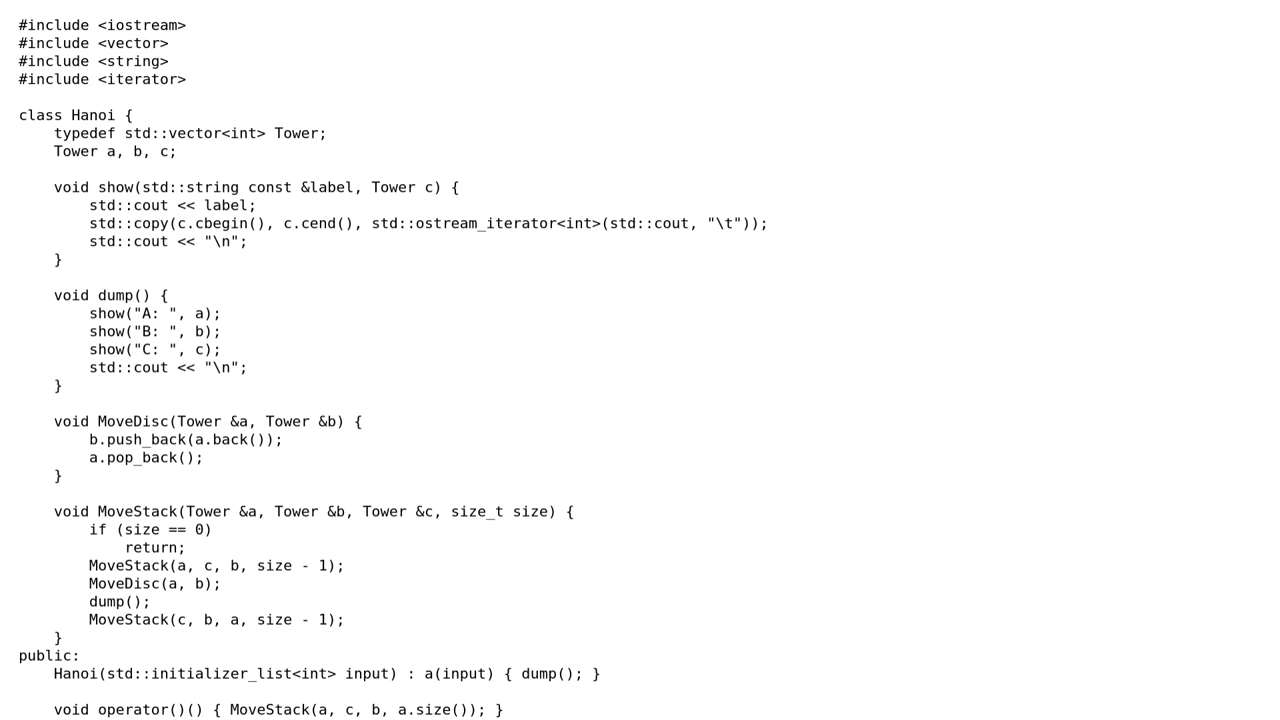 #include <iostream>
#include <vector>
#include <string>
#include <iterator>

class Hanoi {
    typedef std::vector<int> Tower;
    Tower a, b, c;

    void show(std::string const &label, Tower c) {
        std::cout << label;
        std::copy(c.cbegin(), c.cend(), std::ostream_iterator<int>(std::cout, "\t"));
        std::cout << "\n";
    }

    void dump() {
        show("A: ", a);
        show("B: ", b);
        show("C: ", c);
        std::cout << "\n";
    }

    void MoveDisc(Tower &a, Tower &b) {
        b.push_back(a.back());
        a.pop_back();
    }

    void MoveStack(Tower &a, Tower &b, Tower &c, size_t size) {
        if (size == 0)
            return;
        MoveStack(a, c, b, size - 1);
        MoveDisc(a, b);
        dump();
        MoveStack(c, b, a, size - 1);
    }
public:
    Hanoi(std::initializer_list<int> input) : a(input) { dump(); }

    void operator()() { MoveStack(a, c, b, a.size()); }